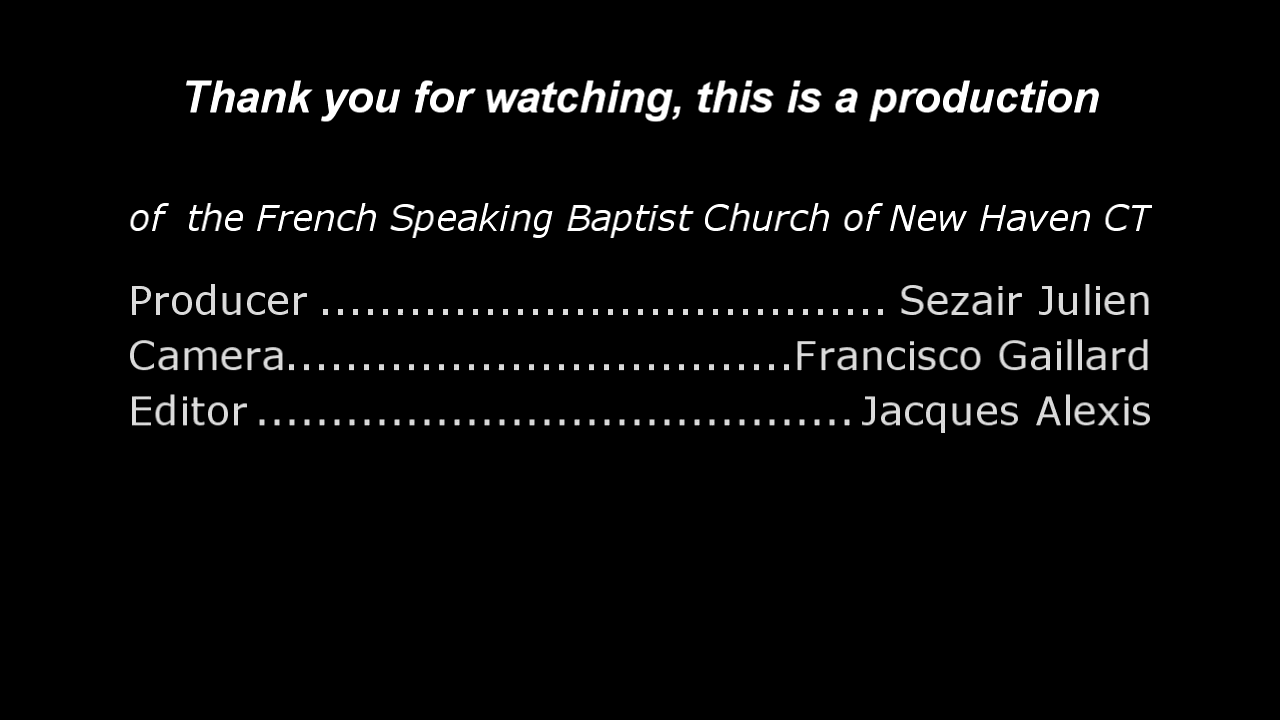 Thank you for watching, this is a production
of the French Speaking Baptist Church of New Haven CT
Producer ...................................... Sezair Julien
Camera..................................Francisco Gaillard
Editor ........................................ Jacques Alexis